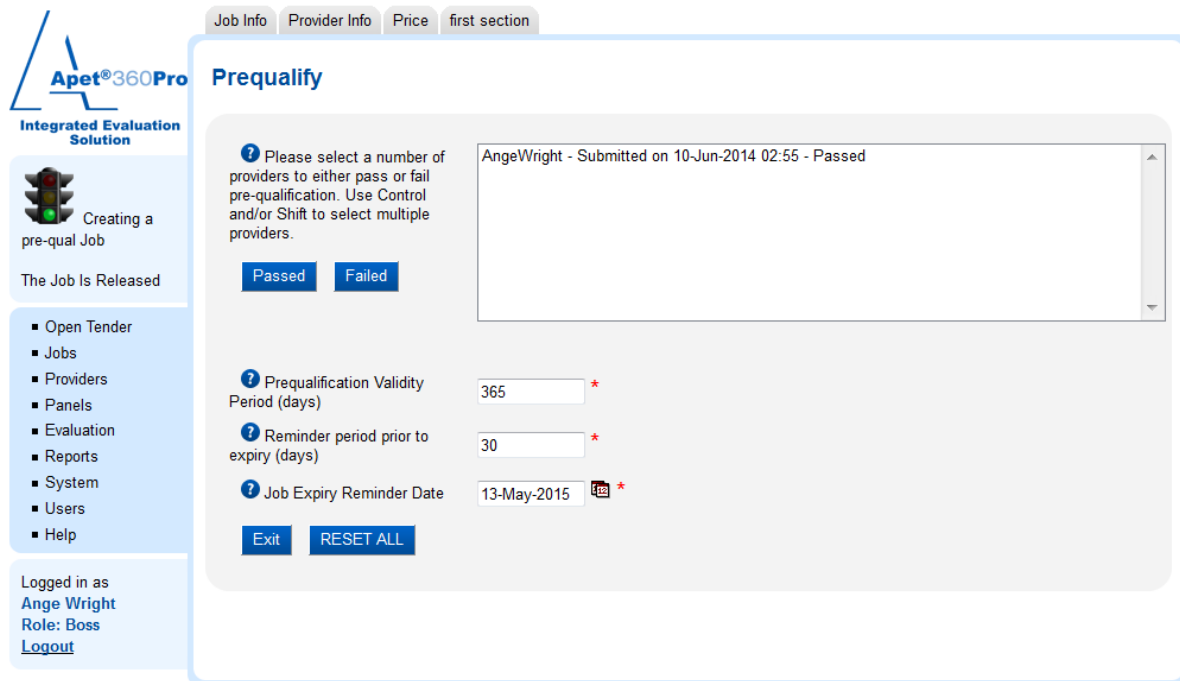 Job Info Provider Info Price first section
Apet®360Pro
Integrated Evaluation
Solution
Creating a
pre-qual Job
The Job Is Released
Open Tender
Jobs
Providers
Panels
Evaluation
Reports
System
Users
Help
Logged in as
Ange Wright
Role: Boss
Logout
Prequalify
? Please select a number of
providers to either pass or fail
pre-qualification. Use Control
and/or Shift to select multiple
providers.
AngeWright - Submitted on 10-Jun-2014 02:55 - Passed
Passed Failed
? Prequalification Validity
Period (days)
365 *
? Reminder period prior to
expiry (days)
30 *
? Job Expiry Reminder Date 13-May-2015 12 *
Exit RESET ALL